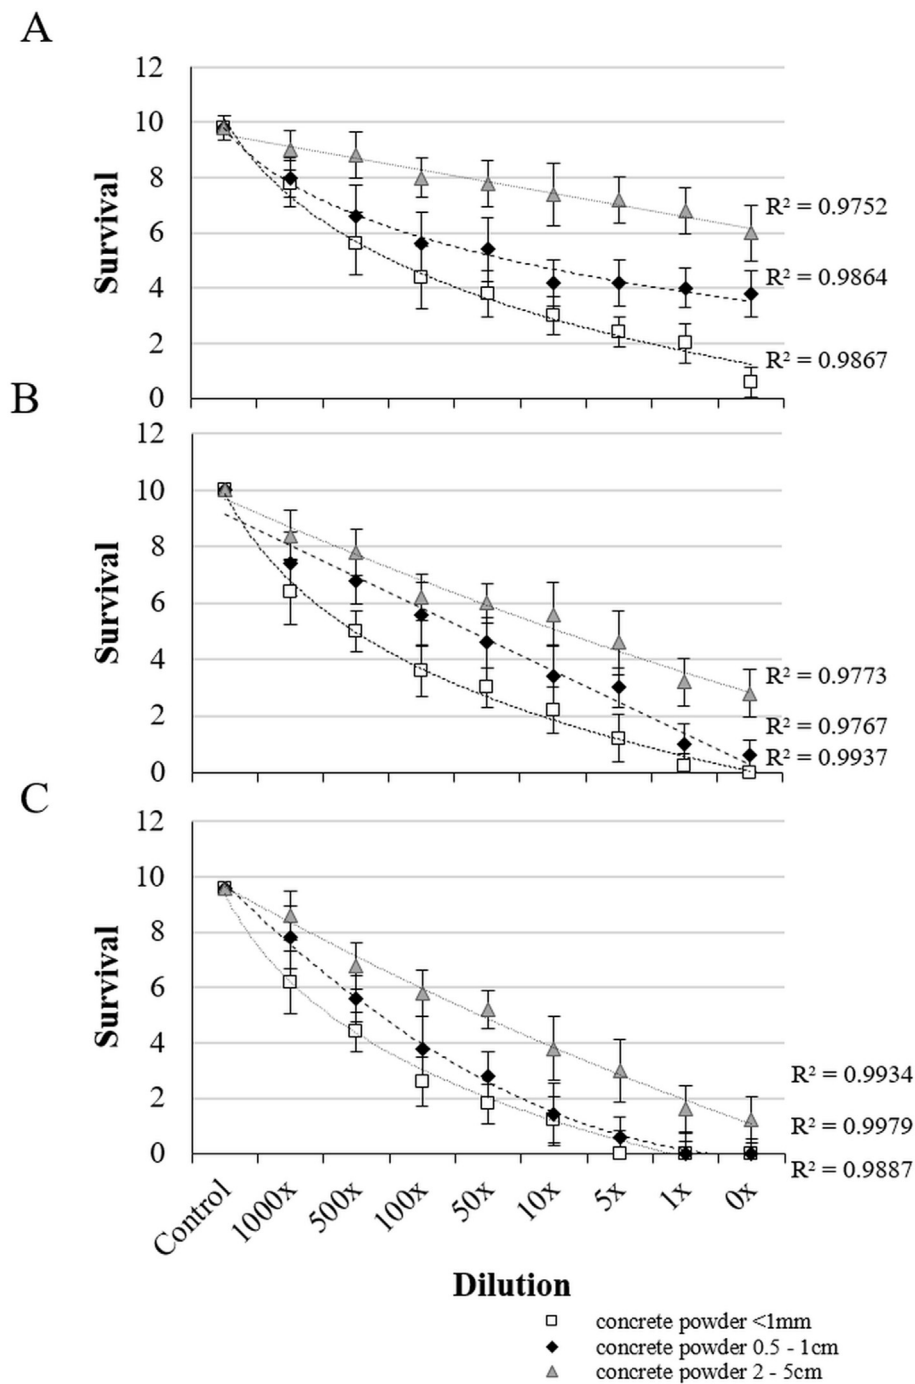 A
12
10
8
6
4
2
0
Survival
R² = 0.9752
R² = 0.9864
R² = 0.9867
B
12
10
8
6
4
2
0
Survival
R² = 0.9773
R² = 0.9767
R² = 0.9937
C
12
10
8
6
4
2
0
Survival
R² = 0.9934
R² = 0.9979
R² = 0.9887
Control 1000x 500x 100x 50x 10x 5x 1x 0x
Dilution
concrete powder <1mm
concrete powder 0.5 - 1cm
concrete powder 2 - 5cm